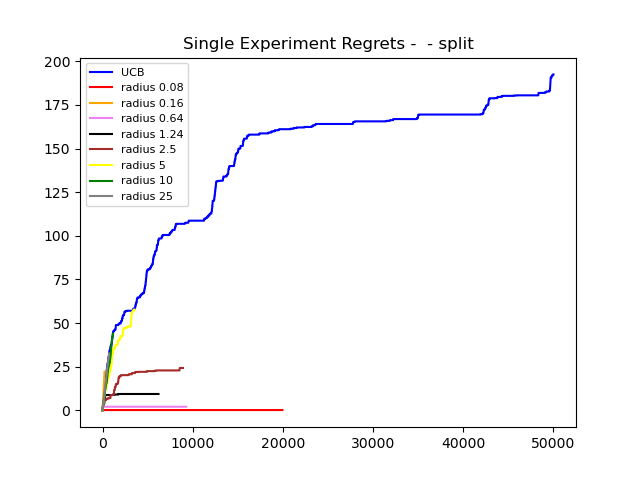 Single Experiment Regrets -  - split
200
175
150
125
100
75
50
25
0
UCB
radius 0.08
radius 0.16
radius 0.64
radius 1.24
radius 2.5
radius 5
radius 10
radius 25
0 10000 20000 30000 40000 50000